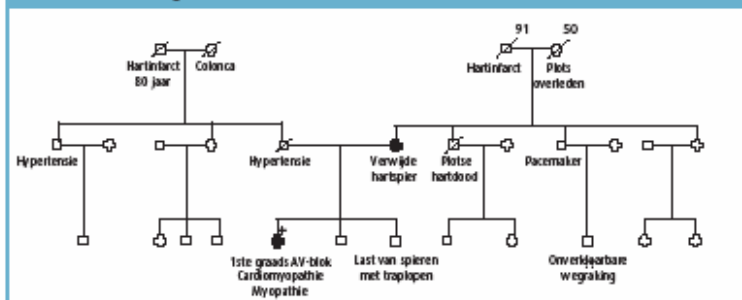 91 50
Hartinfarct Colonca Hartinfarct Plots
80 jaar overleden
Hypertensie Hypertensie Verwijde Plotse Pacemaker
hartspier hartdood
1ste graads AV-blok Last van spieren Onverklaarbare
Cardiomyopathie met traplopen wegraking
Myopathie